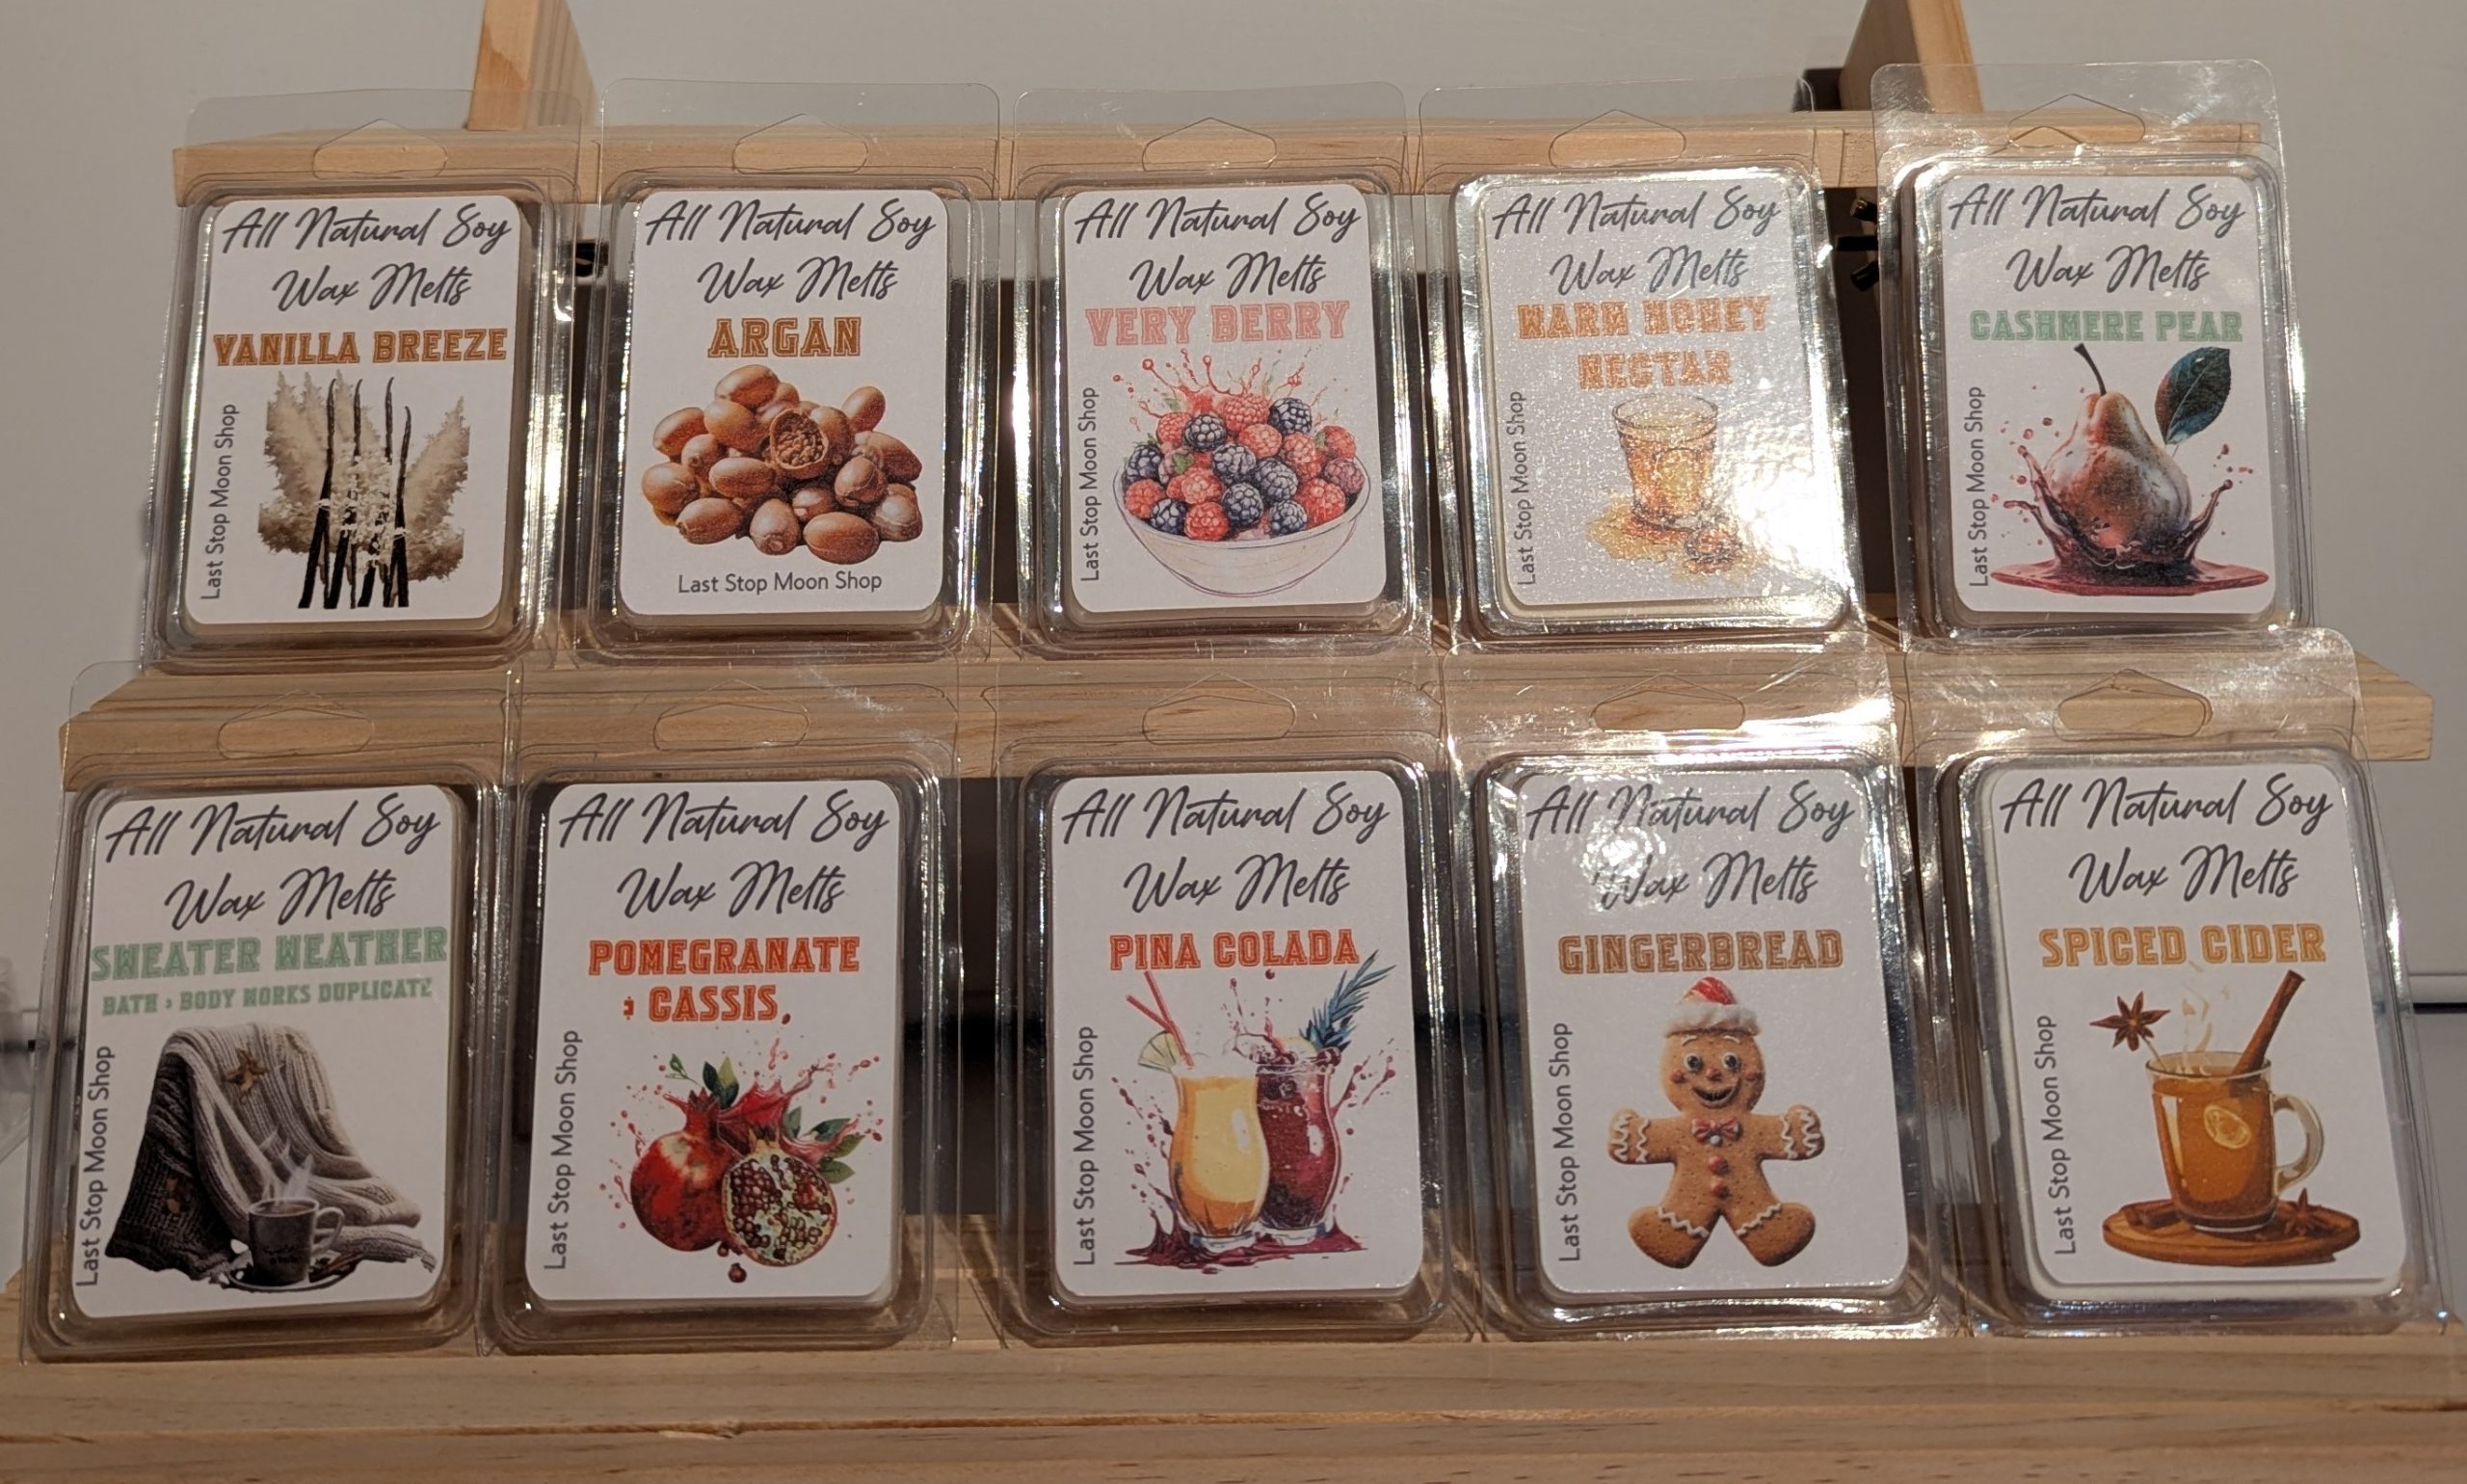 All Natural Soy
Wax Melts
VANILLA BREEZE
Last Stop Moon Shop
All Natural Soy
Wax Melts
ARGAN
Last Stop Moon Shop
All Natural Soy
Wax Melts
VERY BERRY
Last Stop Moon Shop
All Natural Soy
Wax Melts
WARM HONEY
NECTAR
Last Stop Moon Shop
All Natural Soy
Wax Melts
CASHMERE PEAR
Last Stop Moon Shop
All Natural Soy
Wax Melts
SWEATER WEATHER
BATH & BODY WORKS DUPLICATE
Last Stop Moon Shop
All Natural Soy
Wax Melts
POMEGRANATE
& CASSIS
Last Stop Moon Shop
All Natural Soy
Wax Melts
PINA COLADA
Last Stop Moon Shop
All Natural Soy
Wax Melts
GINGERBREAD
Last Stop Moon Shop
All Natural Soy
Wax Melts
SPICED CIDER
Last Stop Moon Shop